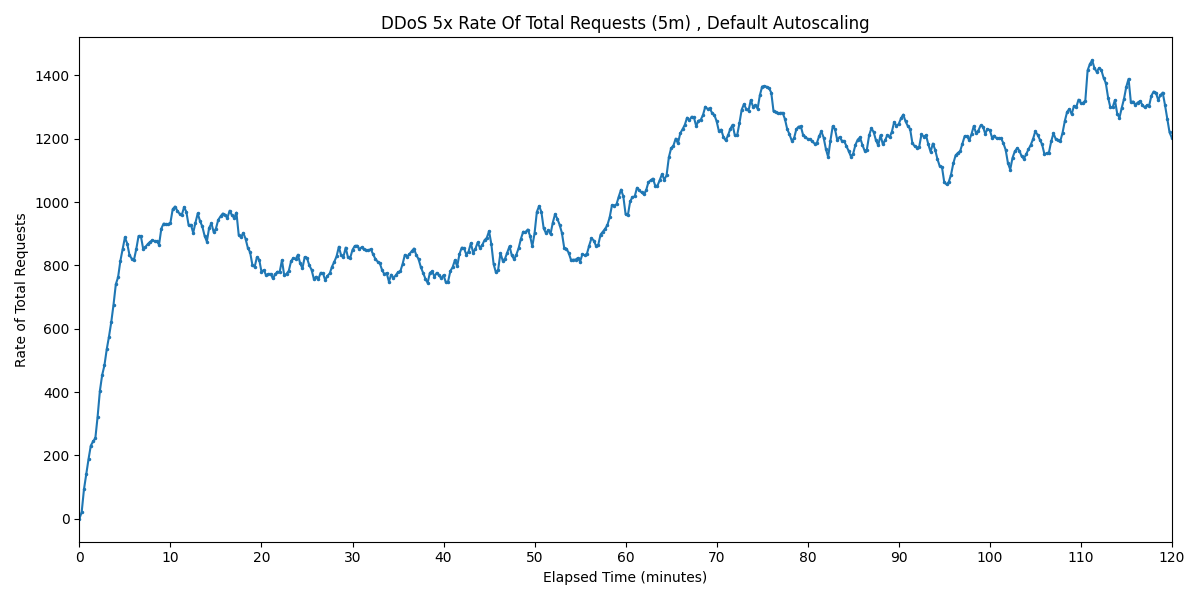 DDoS 5x Rate Of Total Requests (5m) , Default Autoscaling
1400
1200
1000
800
600
400
200
0
Rate of Total Requests
0 10 20 30 40 50 60 70 80 90 100 110 120
Elapsed Time (minutes)